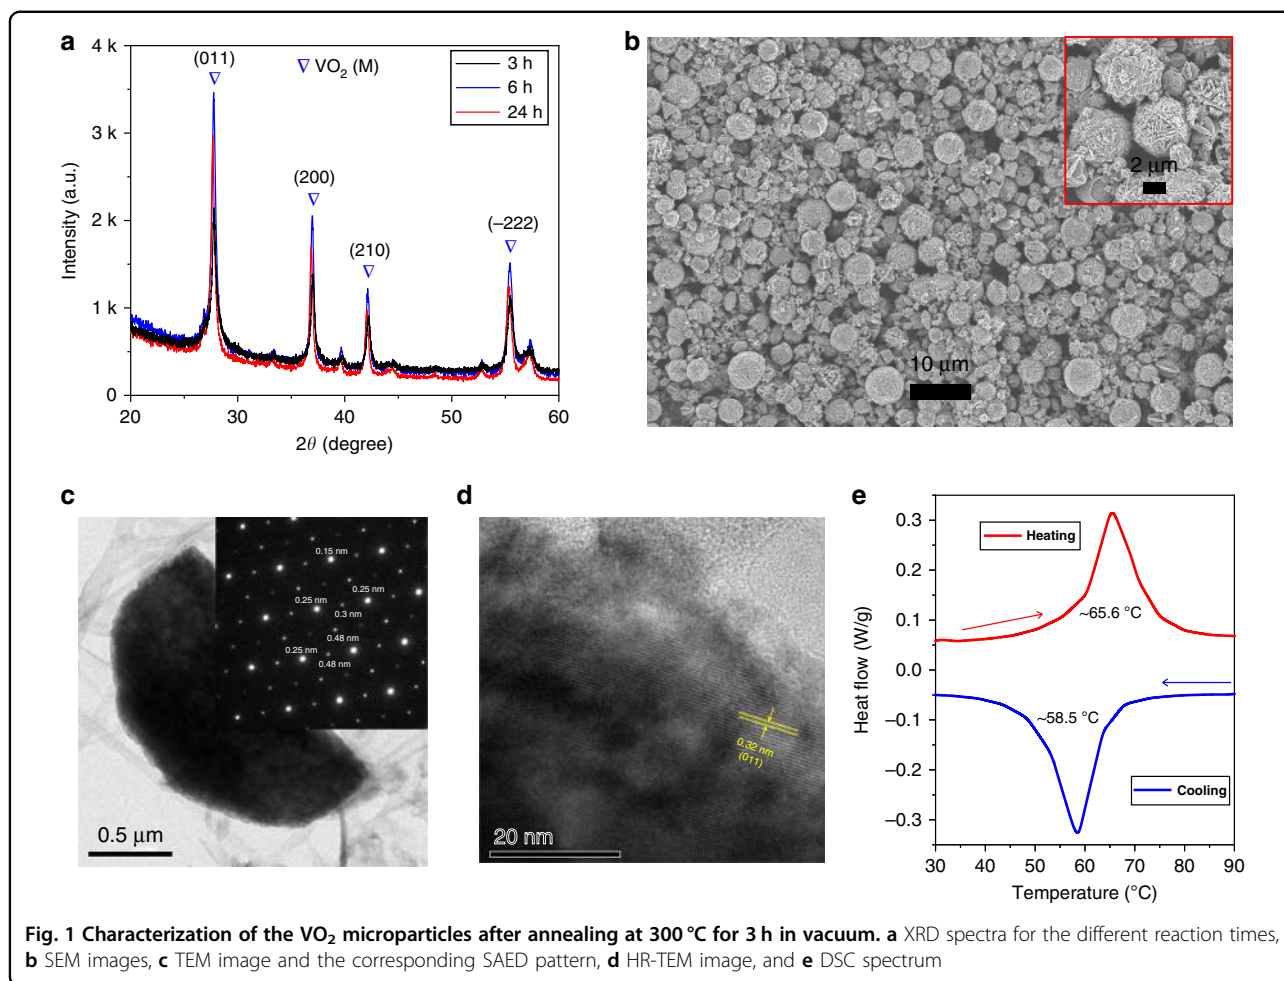 a
4 k
3 k
2 k
1 k
0
Intensity (a.u.)
(011)
(200)
(210)
(−222)
VO₂ (M)
3 h
6 h
24 h
20
30
40
50
60
2θ (degree)
b
2 μm
10 μm
c
0.15 nm
0.25 nm
0.25 nm
0.3 nm
0.48 nm
0.25 nm
0.48 nm
0.5 μm
d
0.32 nm
(011)
20 nm
e
0.3
0.2
0.1
0.0
−0.1
−0.2
−0.3
Heat flow (W/g)
Heating
~65.6 °C
~58.5 °C
Cooling
30
40
50
60
70
80
90
Temperature (°C)
Fig. 1 Characterization of the VO₂ microparticles after annealing at 300 °C for 3 h in vacuum. a XRD spectra for the different reaction times,
b SEM images, c TEM image and the corresponding SAED pattern, d HR-TEM image, and e DSC spectrum